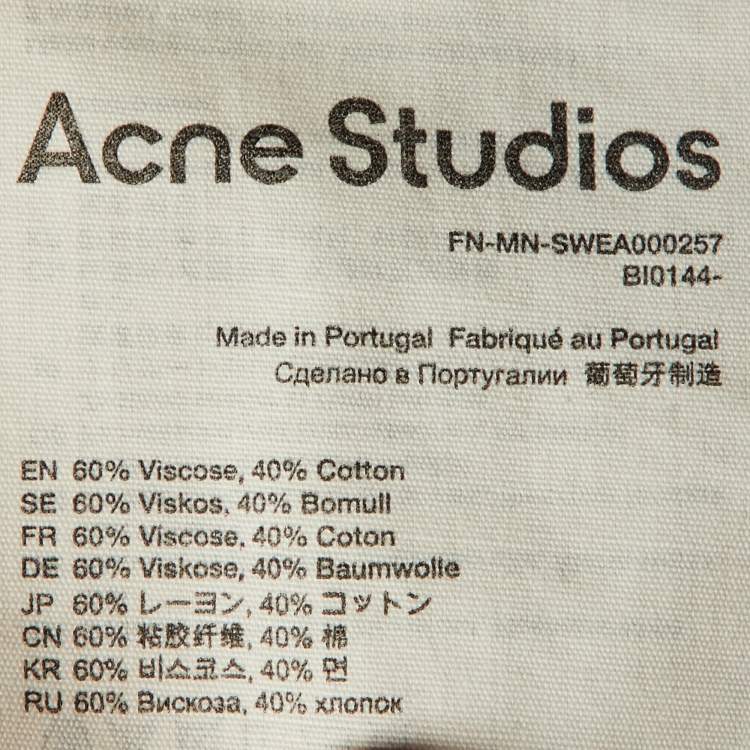 Acne Studios
FN-MN-SWEA000257
BI0144-
Made in Portugal Fabriqué au Portugal
Сделано в Португалии 葡萄牙制造
EN 60% Viscose, 40% Cotton
SE 60% Viskos, 40% Bomull
FR 60% Viscose, 40% Coton
DE 60% Viskose, 40% Baumwolle
JP 60% レーヨン, 40% コットン
CN 60% 粘胶纤维, 40% 棉
KR 60% 비스코스, 40% 면
RU 60% Вискоза, 40% хлопок